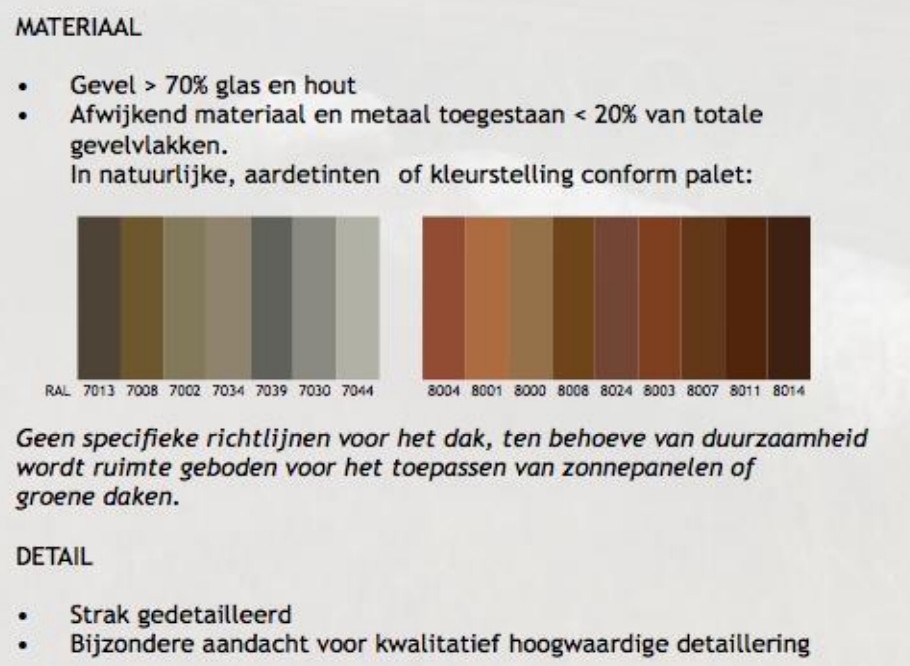 MATERIAAL
• Gevel > 70% glas en hout
• Afwijkend materiaal en metaal toegestaan < 20% van totale
gevelvlakken.
In natuurlijke, aardetinten of kleurstelling conform palet:
RAL 7013 7008 7002 7034 7039 7030 7044 8004 8001 8000 8008 8024 8003 8007 8011 8014
Geen specifieke richtlijnen voor het dak, ten behoeve van duurzaamheid
wordt ruimte geboden voor het toepassen van zonnepanelen of
groene daken.
DETAIL
• Strak gedetailleerd
• Bijzondere aandacht voor kwalitatief hoogwaardige detaillering